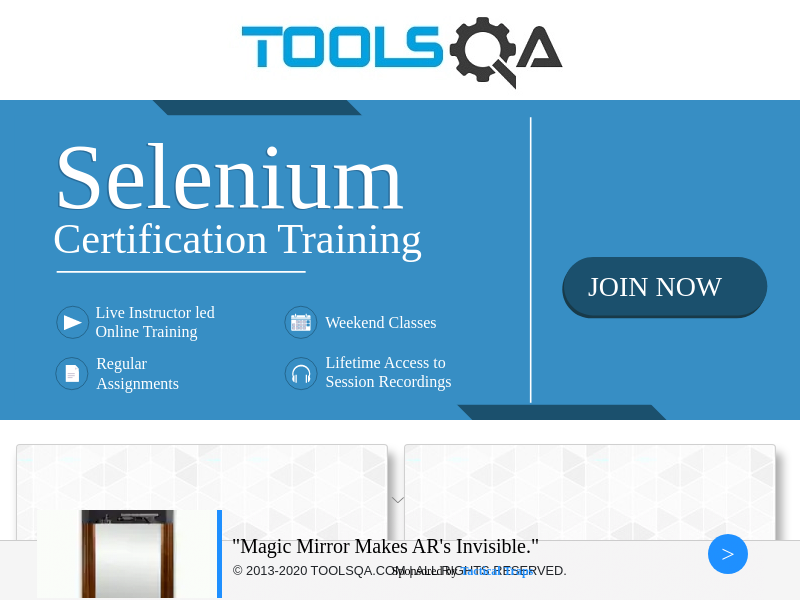 TOOLSQA
Selenium
Certification Training
Live Instructor led
Online Training
Weekend Classes
Regular
Assignments
Lifetime Access to
Session Recordings
JOIN NOW
"Magic Mirror Makes AR's Invisible."
>
© 2013-2020 TOOLSQA.COM | ALL RIGHTS RESERVED.
Sponsored by